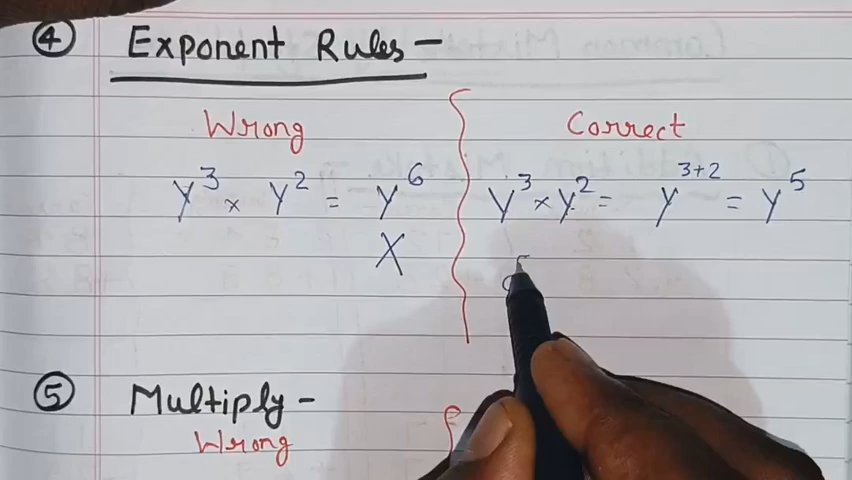 ④ Exponent Rules-
Wrong Correct
y³ × y² = y⁶ y³ × y² = y³⁺² = y⁵
X
⑤ Multiply -
Wrong